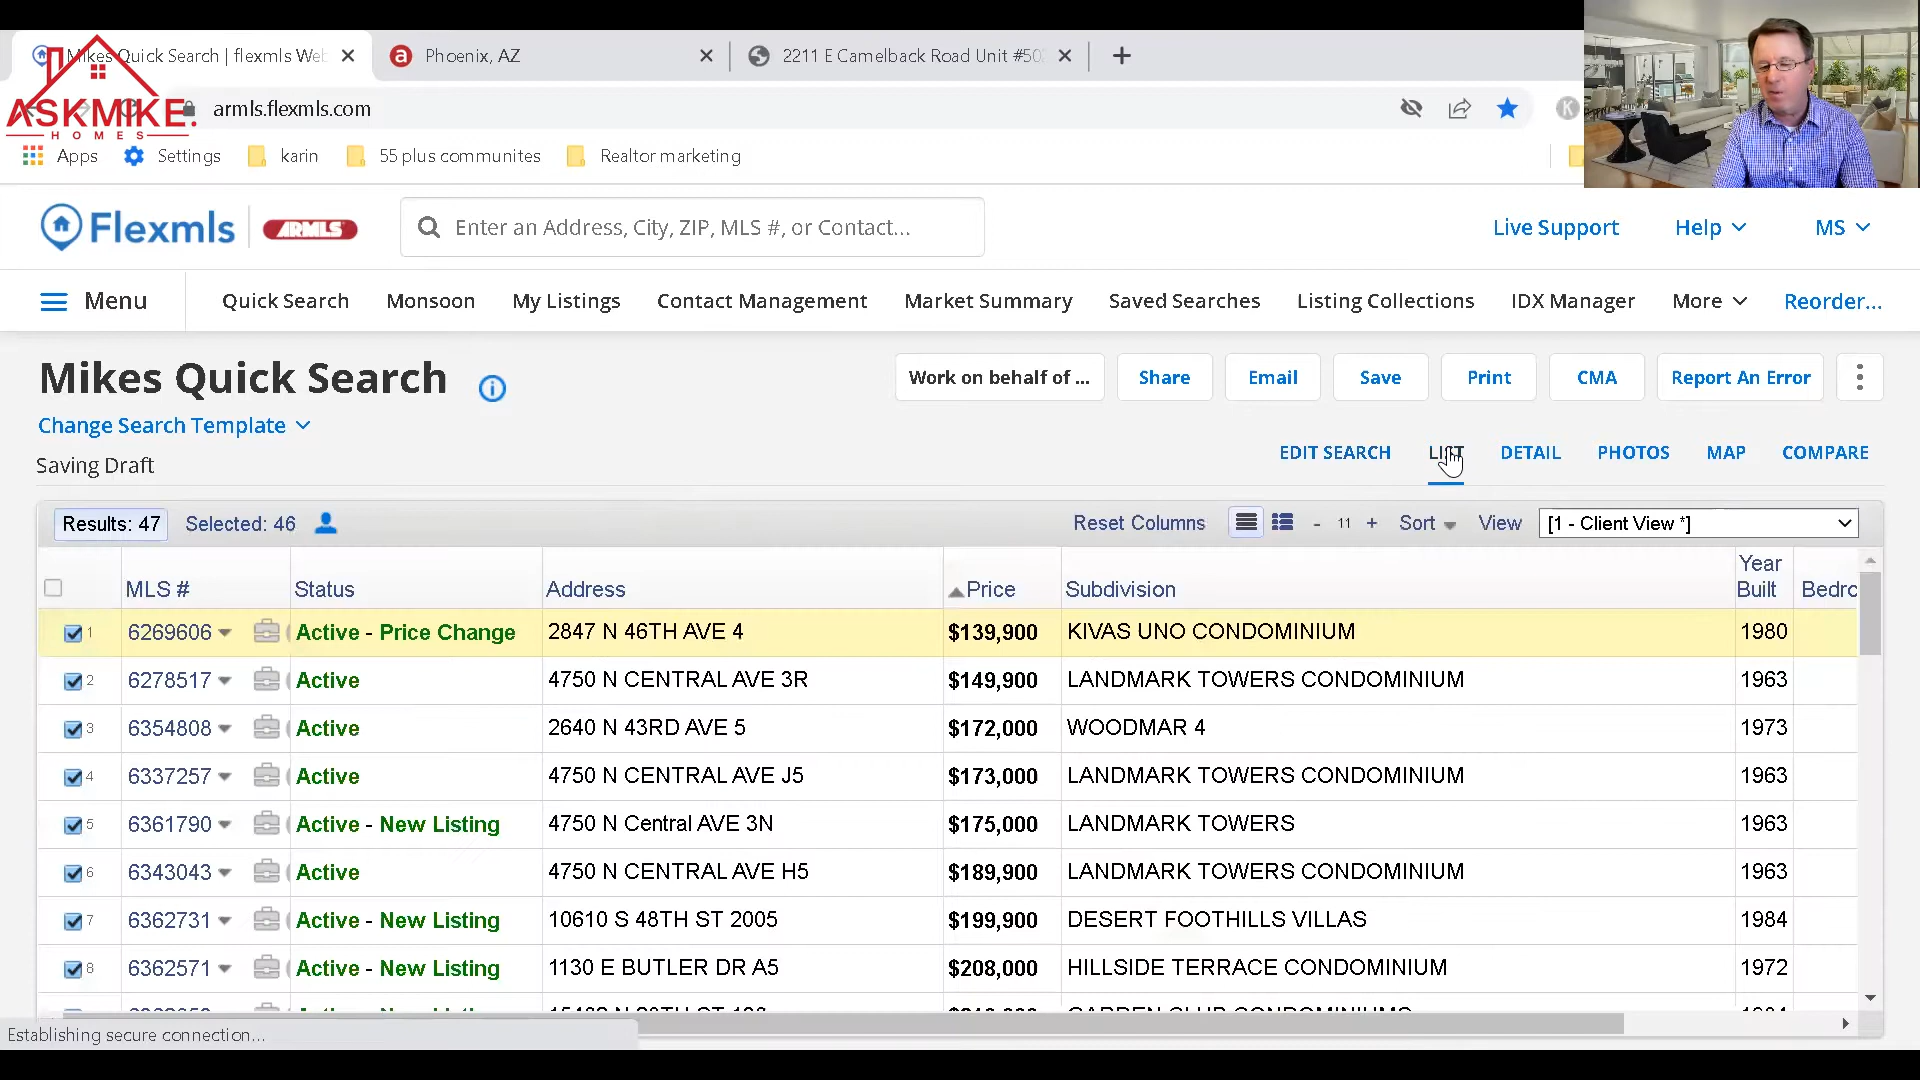 Mikes Quick Search | flexmls Web
Phoenix, AZ
2211 E Camelback Road Unit #50
ASKMIKE.
HOMES
armls.flexmls.com
K
Apps
Settings
karin
55 plus communites
Realtor marketing
Flexmls
ARMLS
Enter an Address, City, ZIP, MLS #, or Contact...
Live Support
Help
MS
Menu
Quick Search
Monsoon
My Listings
Contact Management
Market Summary
Saved Searches
Listing Collections
IDX Manager
More
Reorder...
Mikes Quick Search
Work on behalf of ...
Share
Email
Save
Print
CMA
Report An Error
Change Search Template
Saving Draft
EDIT SEARCH
LIST
DETAIL
PHOTOS
MAP
COMPARE
Results: 47 Selected: 46
Reset Columns
- 11 +
Sort
View
[1 - Client View *]
MLS # Status Address Price Subdivision Year Built Bedro
1 6269606 Active - Price Change 2847 N 46TH AVE 4 $139,900 KIVAS UNO CONDOMINIUM 1980
2 6278517 Active 4750 N CENTRAL AVE 3R $149,900 LANDMARK TOWERS CONDOMINIUM 1963
3 6354808 Active 2640 N 43RD AVE 5 $172,000 WOODMAR 4 1973
4 6337257 Active 4750 N CENTRAL AVE J5 $173,000 LANDMARK TOWERS CONDOMINIUM 1963
5 6361790 Active - New Listing 4750 N Central AVE 3N $175,000 LANDMARK TOWERS 1963
6 6343043 Active 4750 N CENTRAL AVE H5 $189,900 LANDMARK TOWERS CONDOMINIUM 1963
7 6362731 Active - New Listing 10610 S 48TH ST 2005 $199,900 DESERT FOOTHILLS VILLAS 1984
8 6362571 Active - New Listing 1130 E BUTLER DR A5 $208,000 HILLSIDE TERRACE CONDOMINIUM 1972
Establishing secure connection...